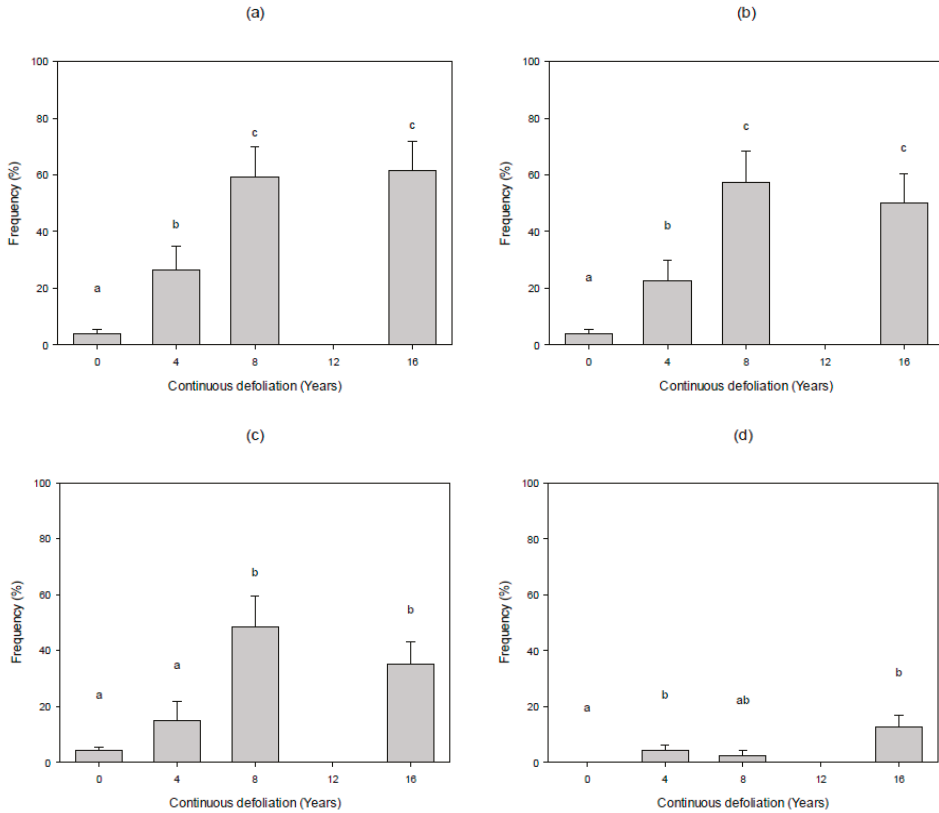 (a)
100
80
60
40
20
0
Frequency (%)
a
b
c
c
0 4 8 12 16
Continuous defoliation (Years)
(b)
100
80
60
40
20
0
Frequency (%)
a
b
c
c
0 4 8 12 16
Continuous defoliation (Years)
(c)
100
80
60
40
20
0
Frequency (%)
a
a
b
b
0 4 8 12 16
Continuous defoliation (Years)
(d)
100
80
60
40
20
0
Frequency (%)
a
b
ab
b
0 4 8 12 16
Continuous defoliation (Years)